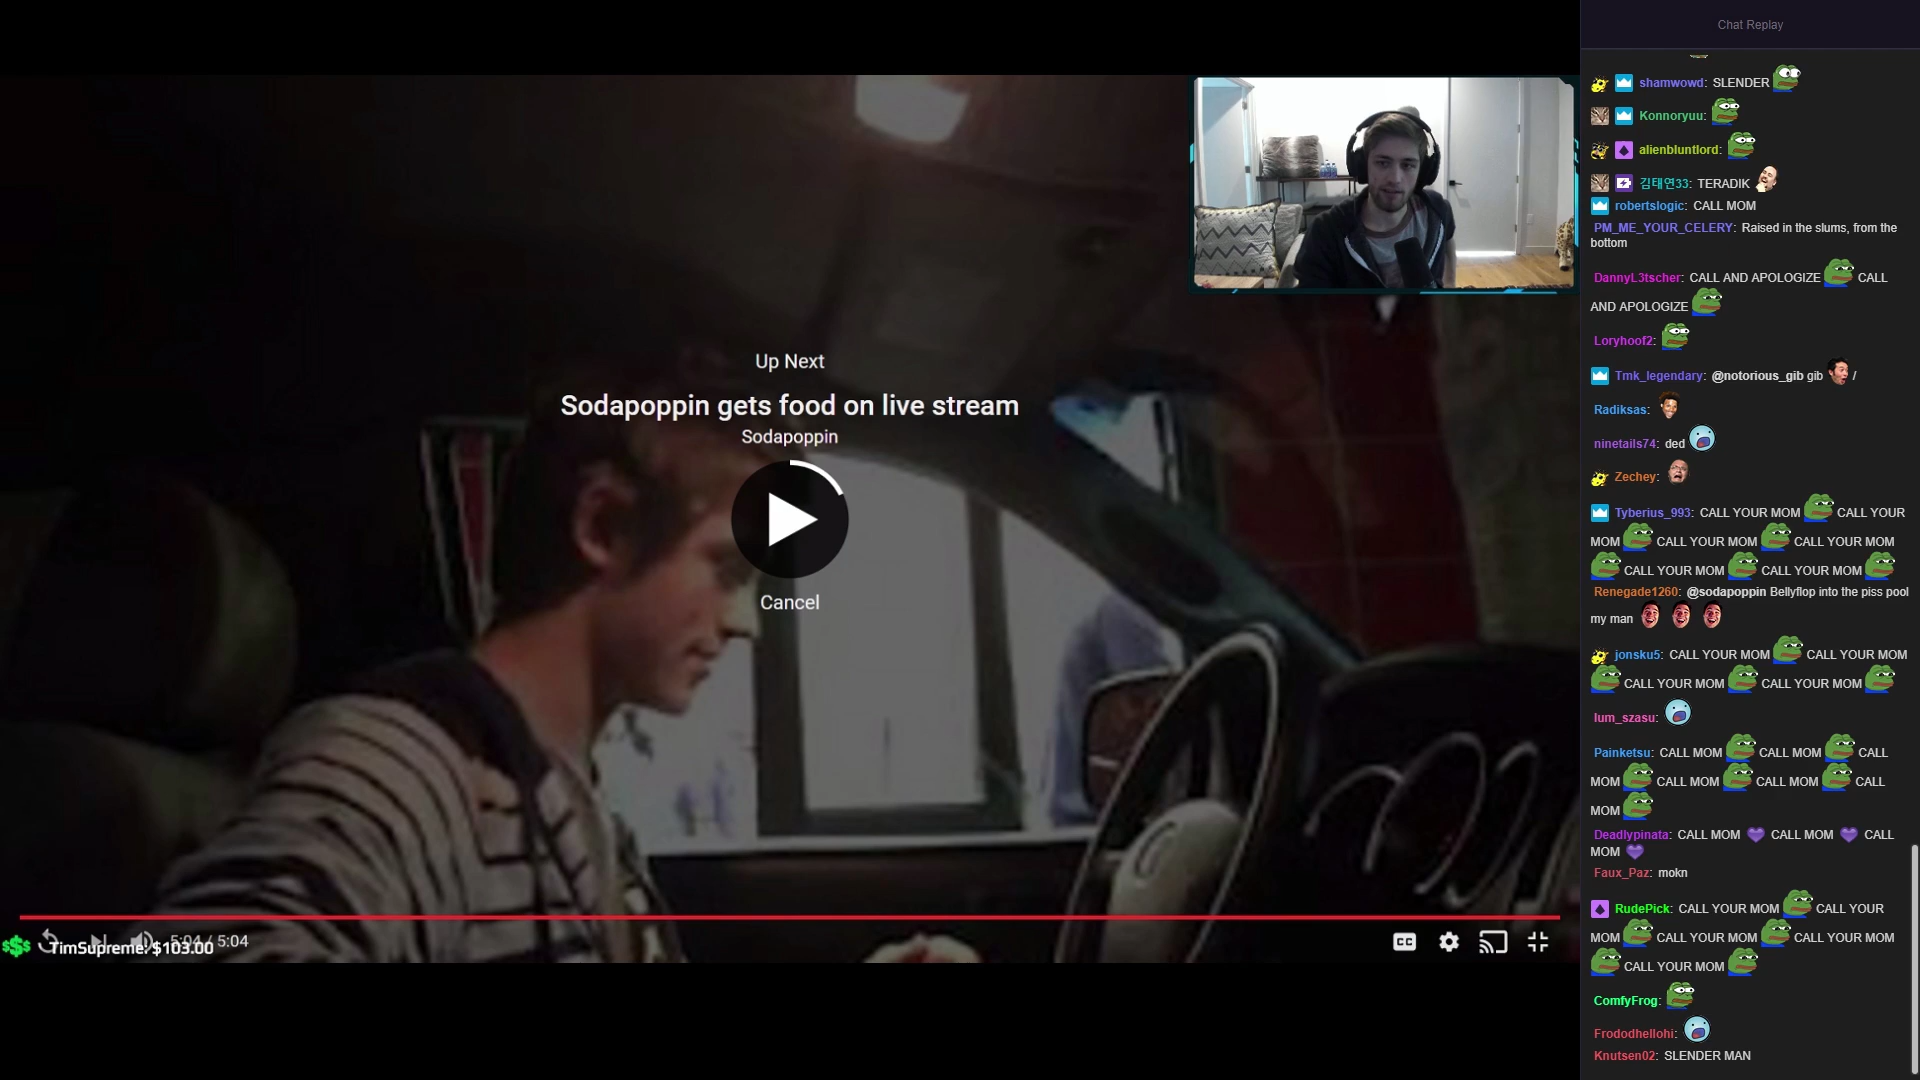 Up Next
Sodapoppin gets food on live stream
Sodapoppin
Cancel
TimSupreme: $103.00
5:04 / 5:04
CC
Chat Replay
shamwowd: SLENDER
Konnoryuu:
alienbluntlord:
김태연33: TERADIK
robertslogic: CALL MOM
PM_ME_YOUR_CELERY: Raised in the slums, from the
bottom
DannyL3tscher: CALL AND APOLOGIZE CALL
AND APOLOGIZE
Loryhoof2:
Tmk_legendary: @notorious_gib gib /
Radiksas:
ninetails74: ded
Zechey:
Tyberius_993: CALL YOUR MOM CALL YOUR
MOM CALL YOUR MOM CALL YOUR MOM
CALL YOUR MOM CALL YOUR MOM
Renegade1260: @sodapoppin Bellyflop into the piss pool
my man
jonsku5: CALL YOUR MOM CALL YOUR MOM
CALL YOUR MOM CALL YOUR MOM
lum_szasu:
Painketsu: CALL MOM CALL MOM CALL
MOM CALL MOM CALL MOM CALL
MOM
Deadlypinata: CALL MOM CALL MOM CALL
MOM
Faux_Paz: mokn
RudePick: CALL YOUR MOM CALL YOUR
MOM CALL YOUR MOM CALL YOUR MOM
CALL YOUR MOM
ComfyFrog:
Frododhellohi:
Knutsen02: SLENDER MAN